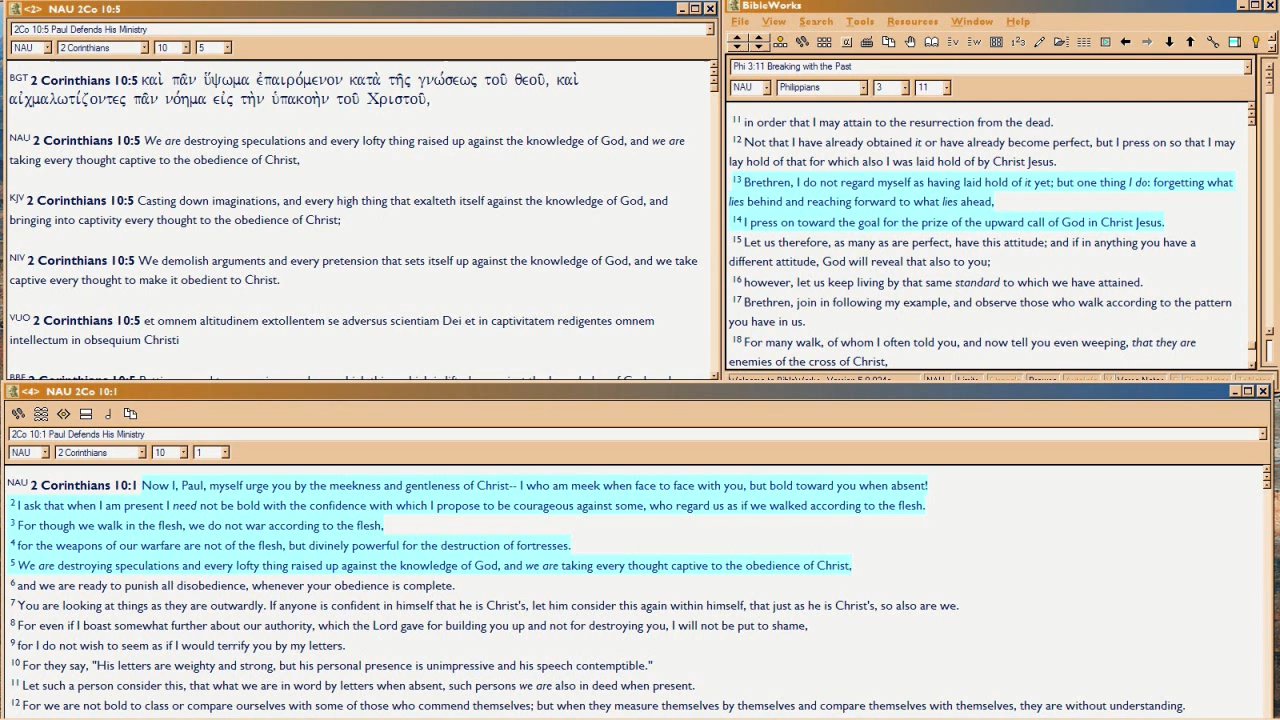 <2> NAU 2Co 10:5
2Co 10:5 Paul Defends His Ministry
NAU 2 Corinthians 10 5
BGT 2 Corinthians 10:5 καὶ πᾶν ὕψωμα ἐπαιρόμενον κατὰ τῆς γνώσεως τοῦ θεοῦ, καὶ
αἰχμαλωτίζοντες πᾶν νόημα εἰς τὴν ὑπακοὴν τοῦ Χριστοῦ,
NAU 2 Corinthians 10:5 We are destroying speculations and every lofty thing raised up against the knowledge of God, and we are
taking every thought captive to the obedience of Christ,
KJV 2 Corinthians 10:5 Casting down imaginations, and every high thing that exalteth itself against the knowledge of God, and
bringing into captivity every thought to the obedience of Christ;
NIV 2 Corinthians 10:5 We demolish arguments and every pretension that sets itself up against the knowledge of God, and we take
captive every thought to make it obedient to Christ.
VUO 2 Corinthians 10:5 et omnem altitudinem extollentem se adversus scientiam Dei et in captivitatem redigentes omnem
intellectum in obsequium Christi
BibleWorks
File View Search Tools Resources Window Help
Phi 3:11 Breaking with the Past
NAU Philippians 3 11
11 in order that I may attain to the resurrection from the dead.
12 Not that I have already obtained it or have already become perfect, but I press on so that I may
lay hold of that for which also I was laid hold of by Christ Jesus.
13 Brethren, I do not regard myself as having laid hold of it yet; but one thing I do: forgetting what
lies behind and reaching forward to what lies ahead,
14 I press on toward the goal for the prize of the upward call of God in Christ Jesus.
15 Let us therefore, as many as are perfect, have this attitude; and if in anything you have a
different attitude, God will reveal that also to you;
16 however, let us keep living by that same standard to which we have attained.
17 Brethren, join in following my example, and observe those who walk according to the pattern
you have in us.
18 For many walk, of whom I often told you, and now tell you even weeping, that they are
enemies of the cross of Christ,
<4> NAU 2Co 10:1
2Co 10:1 Paul Defends His Ministry
NAU 2 Corinthians 10 1
NAU 2 Corinthians 10:1 Now I, Paul, myself urge you by the meekness and gentleness of Christ-- I who am meek when face to face with you, but bold toward you when absent!
2 I ask that when I am present I need not be bold with the confidence with which I propose to be courageous against some, who regard us as if we walked according to the flesh.
3 For though we walk in the flesh, we do not war according to the flesh,
4 for the weapons of our warfare are not of the flesh, but divinely powerful for the destruction of fortresses.
5 We are destroying speculations and every lofty thing raised up against the knowledge of God, and we are taking every thought captive to the obedience of Christ,
6 and we are ready to punish all disobedience, whenever your obedience is complete.
7 You are looking at things as they are outwardly. If anyone is confident in himself that he is Christ's, let him consider this again within himself, that just as he is Christ's, so also are we.
8 For even if I boast somewhat further about our authority, which the Lord gave for building you up and not for destroying you, I will not be put to shame,
9 for I do not wish to seem as if I would terrify you by my letters.
10 For they say, "His letters are weighty and strong, but his personal presence is unimpressive and his speech contemptible."
11 Let such a person consider this, that what we are in word by letters when absent, such persons we are also in deed when present.
12 For we are not bold to class or compare ourselves with some of those who commend themselves; but when they measure themselves by themselves and compare themselves with themselves, they are without understanding.